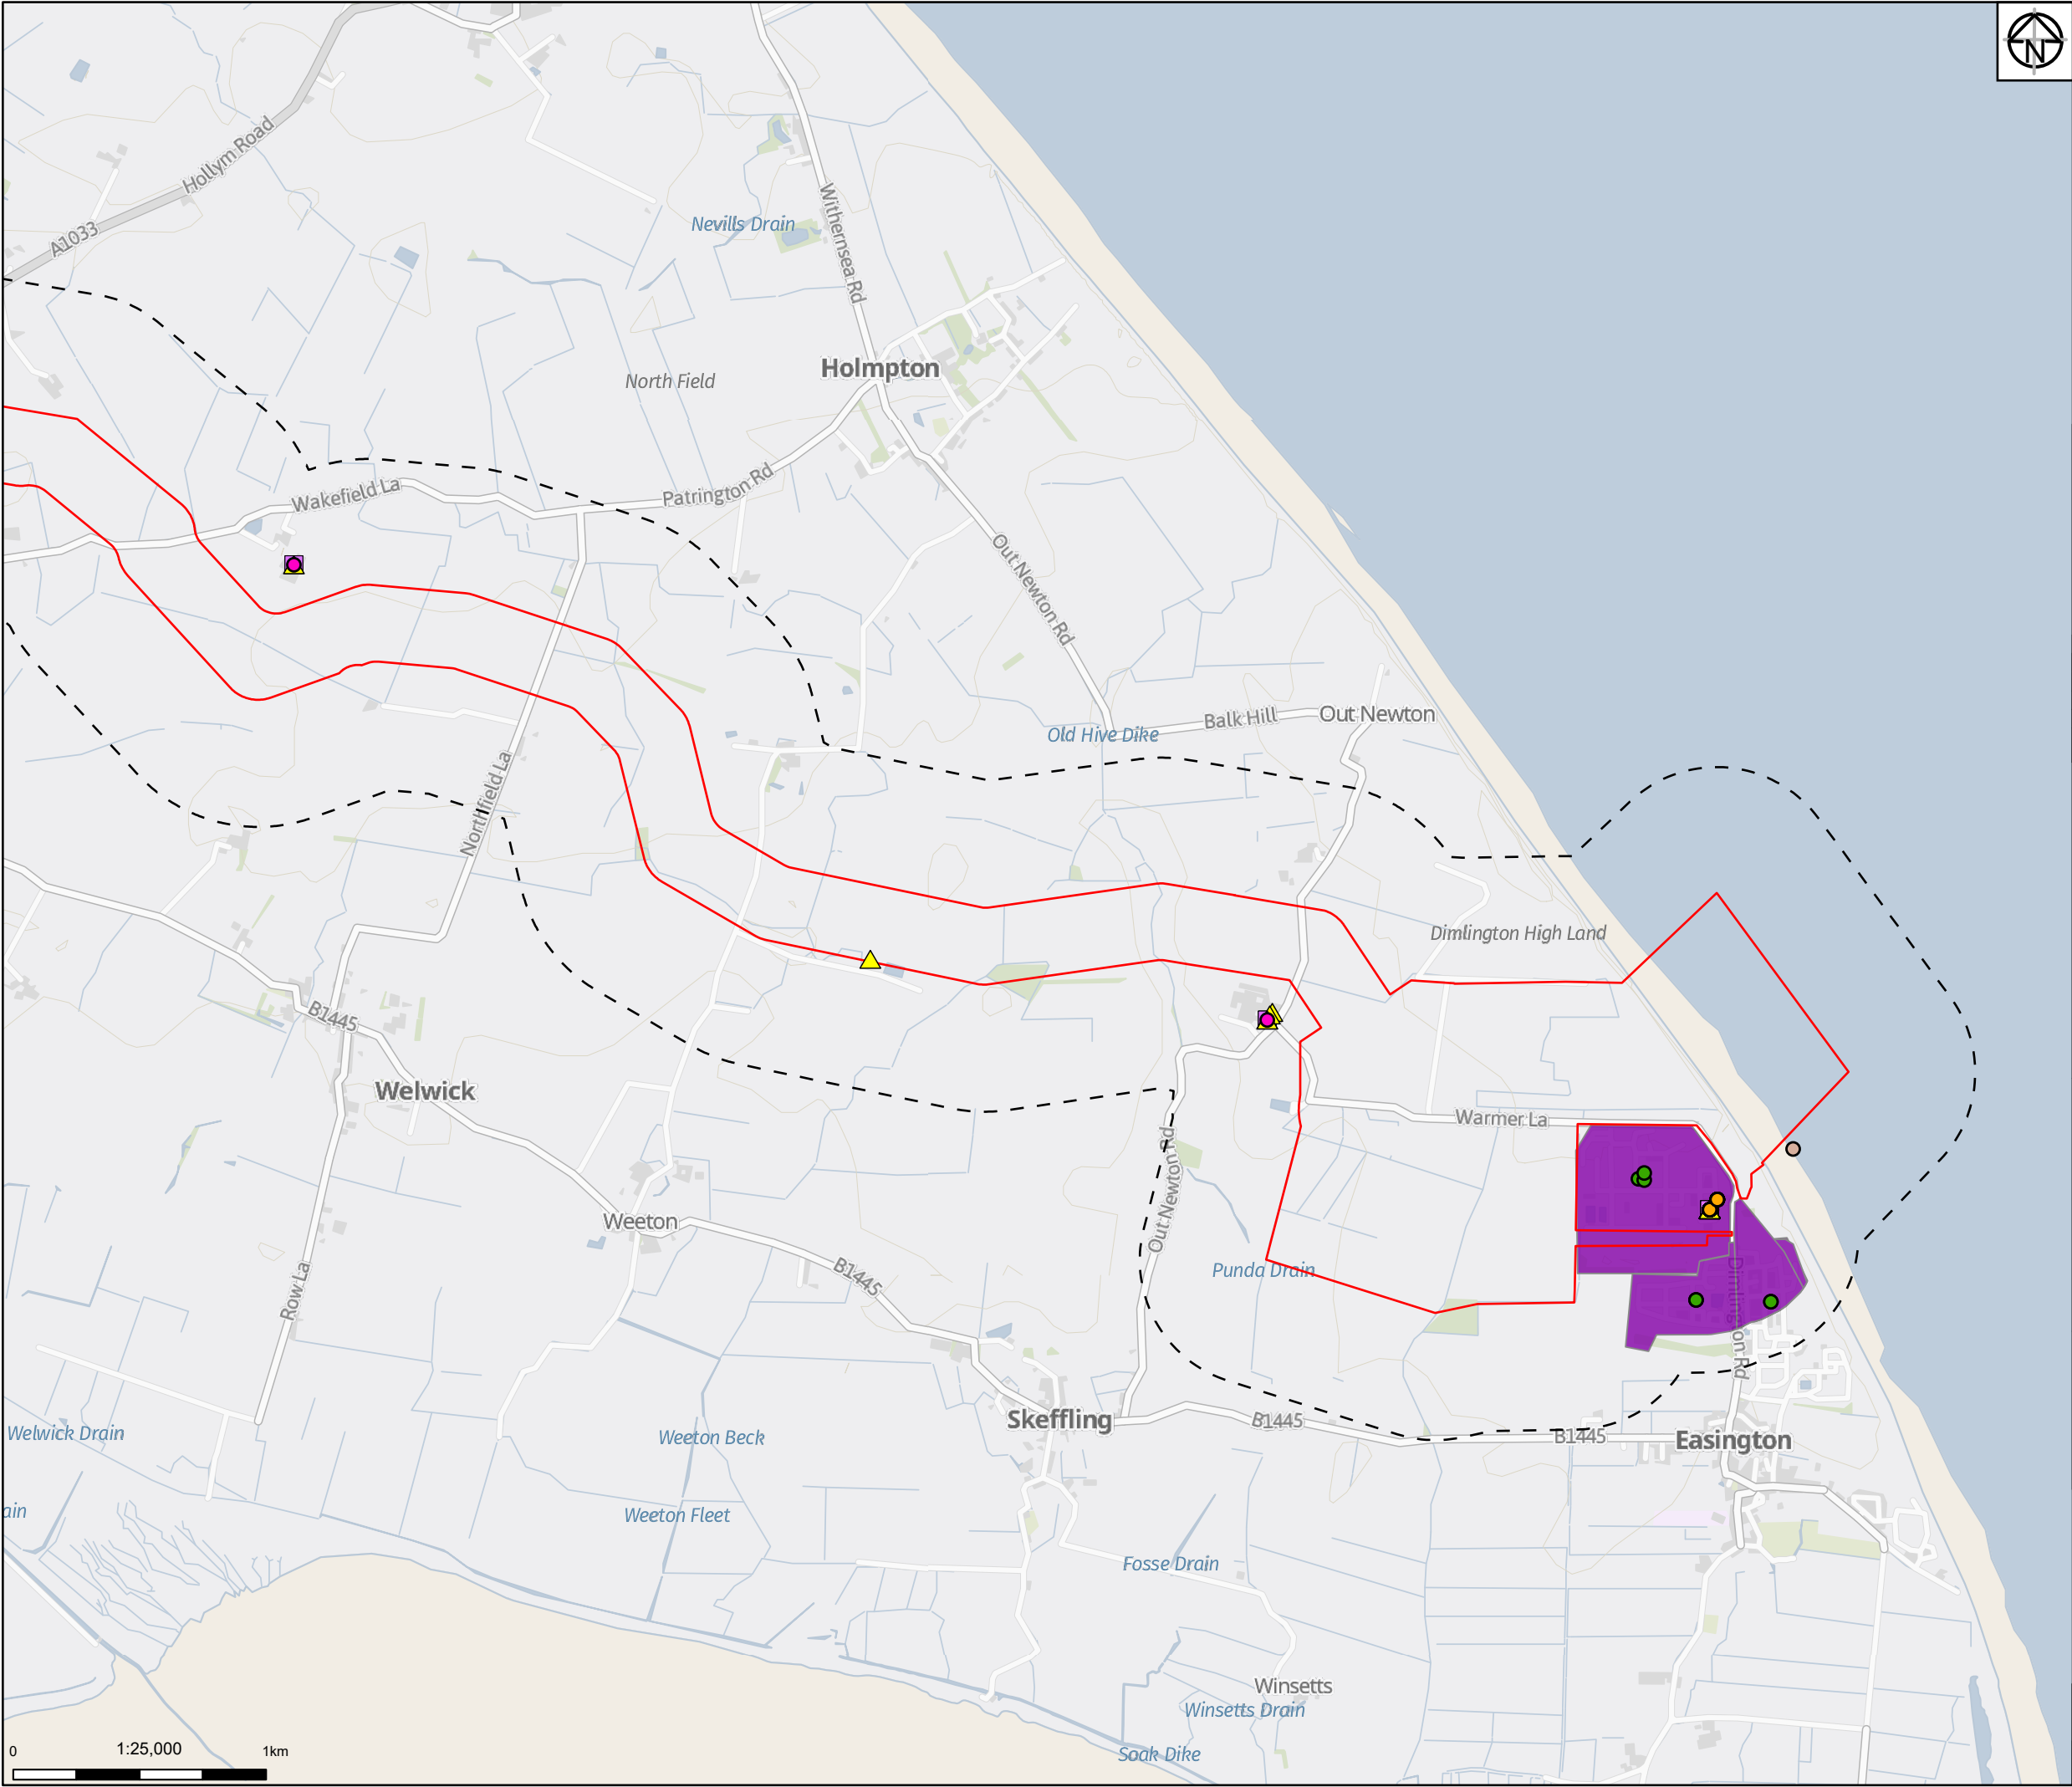 N
Hollym Road
A1033
Nevills Drain
Withernsea Rd
Holmpton
North Field
Wakefield La
Patrington Rd
Out Newton Rd
Out Newton
Balk Hill
Old Hive Dike
Northfield La
Dimlington High Land
B1445
Welwick
Warmer La
Out Newton Rd
Weeton
Punda Drain
B1445
Row La
Dimlington Rd
Skeffling
B1445
B1445
Easington
Welwick Drain
Weeton Beck
ain
Weeton Fleet
Fosse Drain
Winsetts
Winsetts Drain
Soak Dike
0 1:25,000 1km